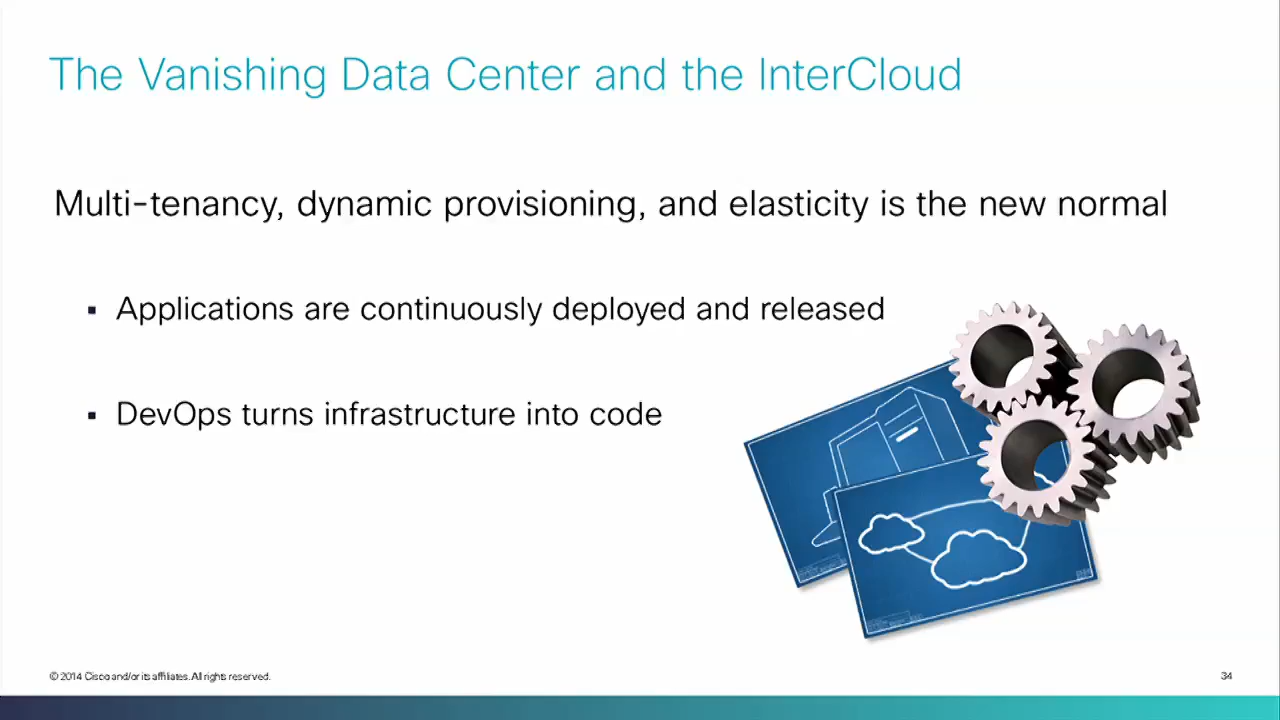 The Vanishing Data Center and the InterCloud
Multi-tenancy, dynamic provisioning, and elasticity is the new normal
▪ Applications are continuously deployed and released
▪ DevOps turns infrastructure into code
© 2014 Cisco and/or its affiliates. All rights reserved.
34